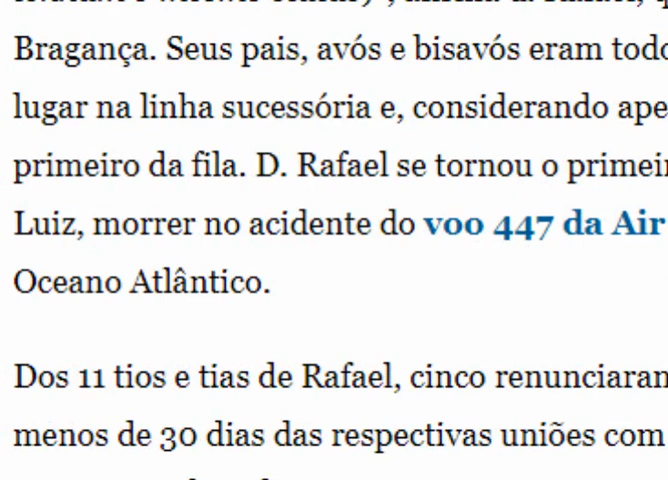 Bragança. Seus pais, avós e bisavós eram todo
lugar na linha sucessória e, considerando ape
primeiro da fila. D. Rafael se tornou o primeir
Luiz, morrer no acidente do voo 447 da Air
Oceano Atlântico.
Dos 11 tios e tias de Rafael, cinco renunciaran
menos de 30 dias das respectivas uniões com